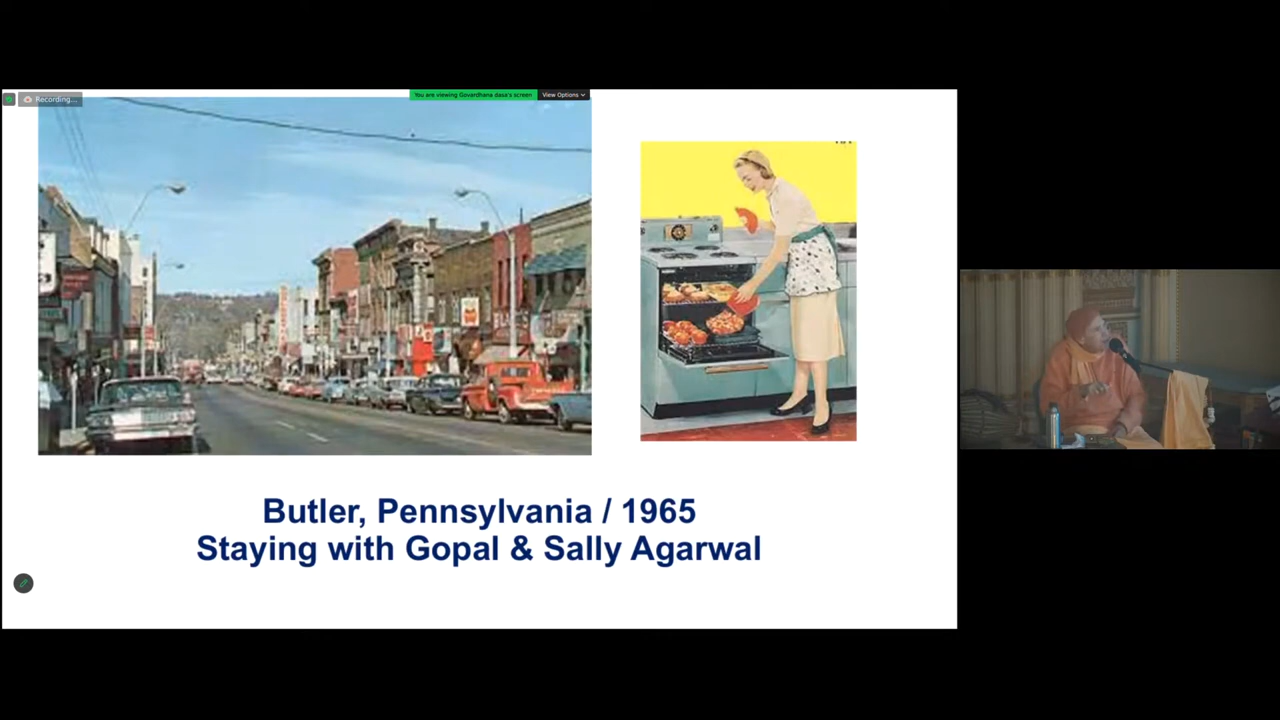 Recording...
You are viewing Govardhana dasa's screen
View Options
Butler, Pennsylvania / 1965
Staying with Gopal & Sally Agarwal